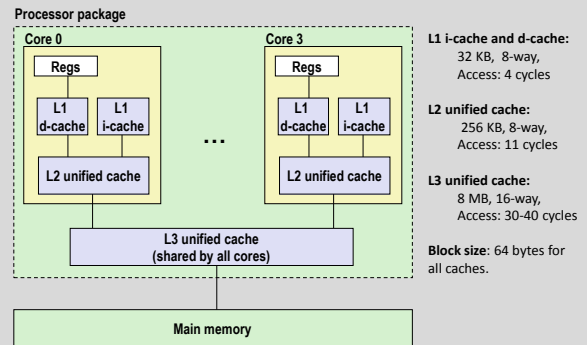 Processor package
Core 0
Regs
L1
d-cache
L1
i-cache
L2 unified cache
...
Core 3
Regs
L1
d-cache
L1
i-cache
L2 unified cache
L3 unified cache
(shared by all cores)
Main memory
L1 i-cache and d-cache:
32 KB, 8-way,
Access: 4 cycles
L2 unified cache:
256 KB, 8-way,
Access: 11 cycles
L3 unified cache:
8 MB, 16-way,
Access: 30-40 cycles
Block size: 64 bytes for
all caches.